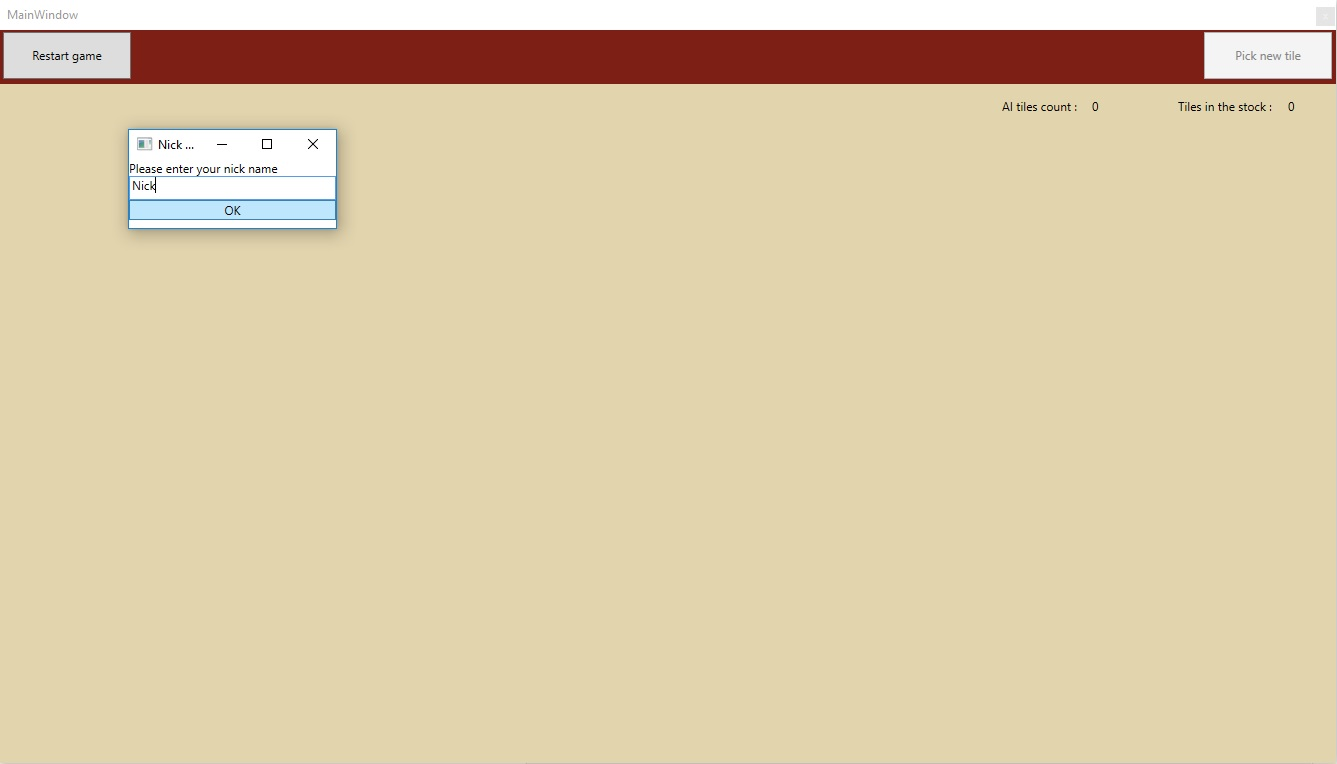 MainWindow
Restart game
Pick new tile
AI tiles count : 0
Tiles in the stock : 0
Nick ...
Please enter your nick name
Nick
OK